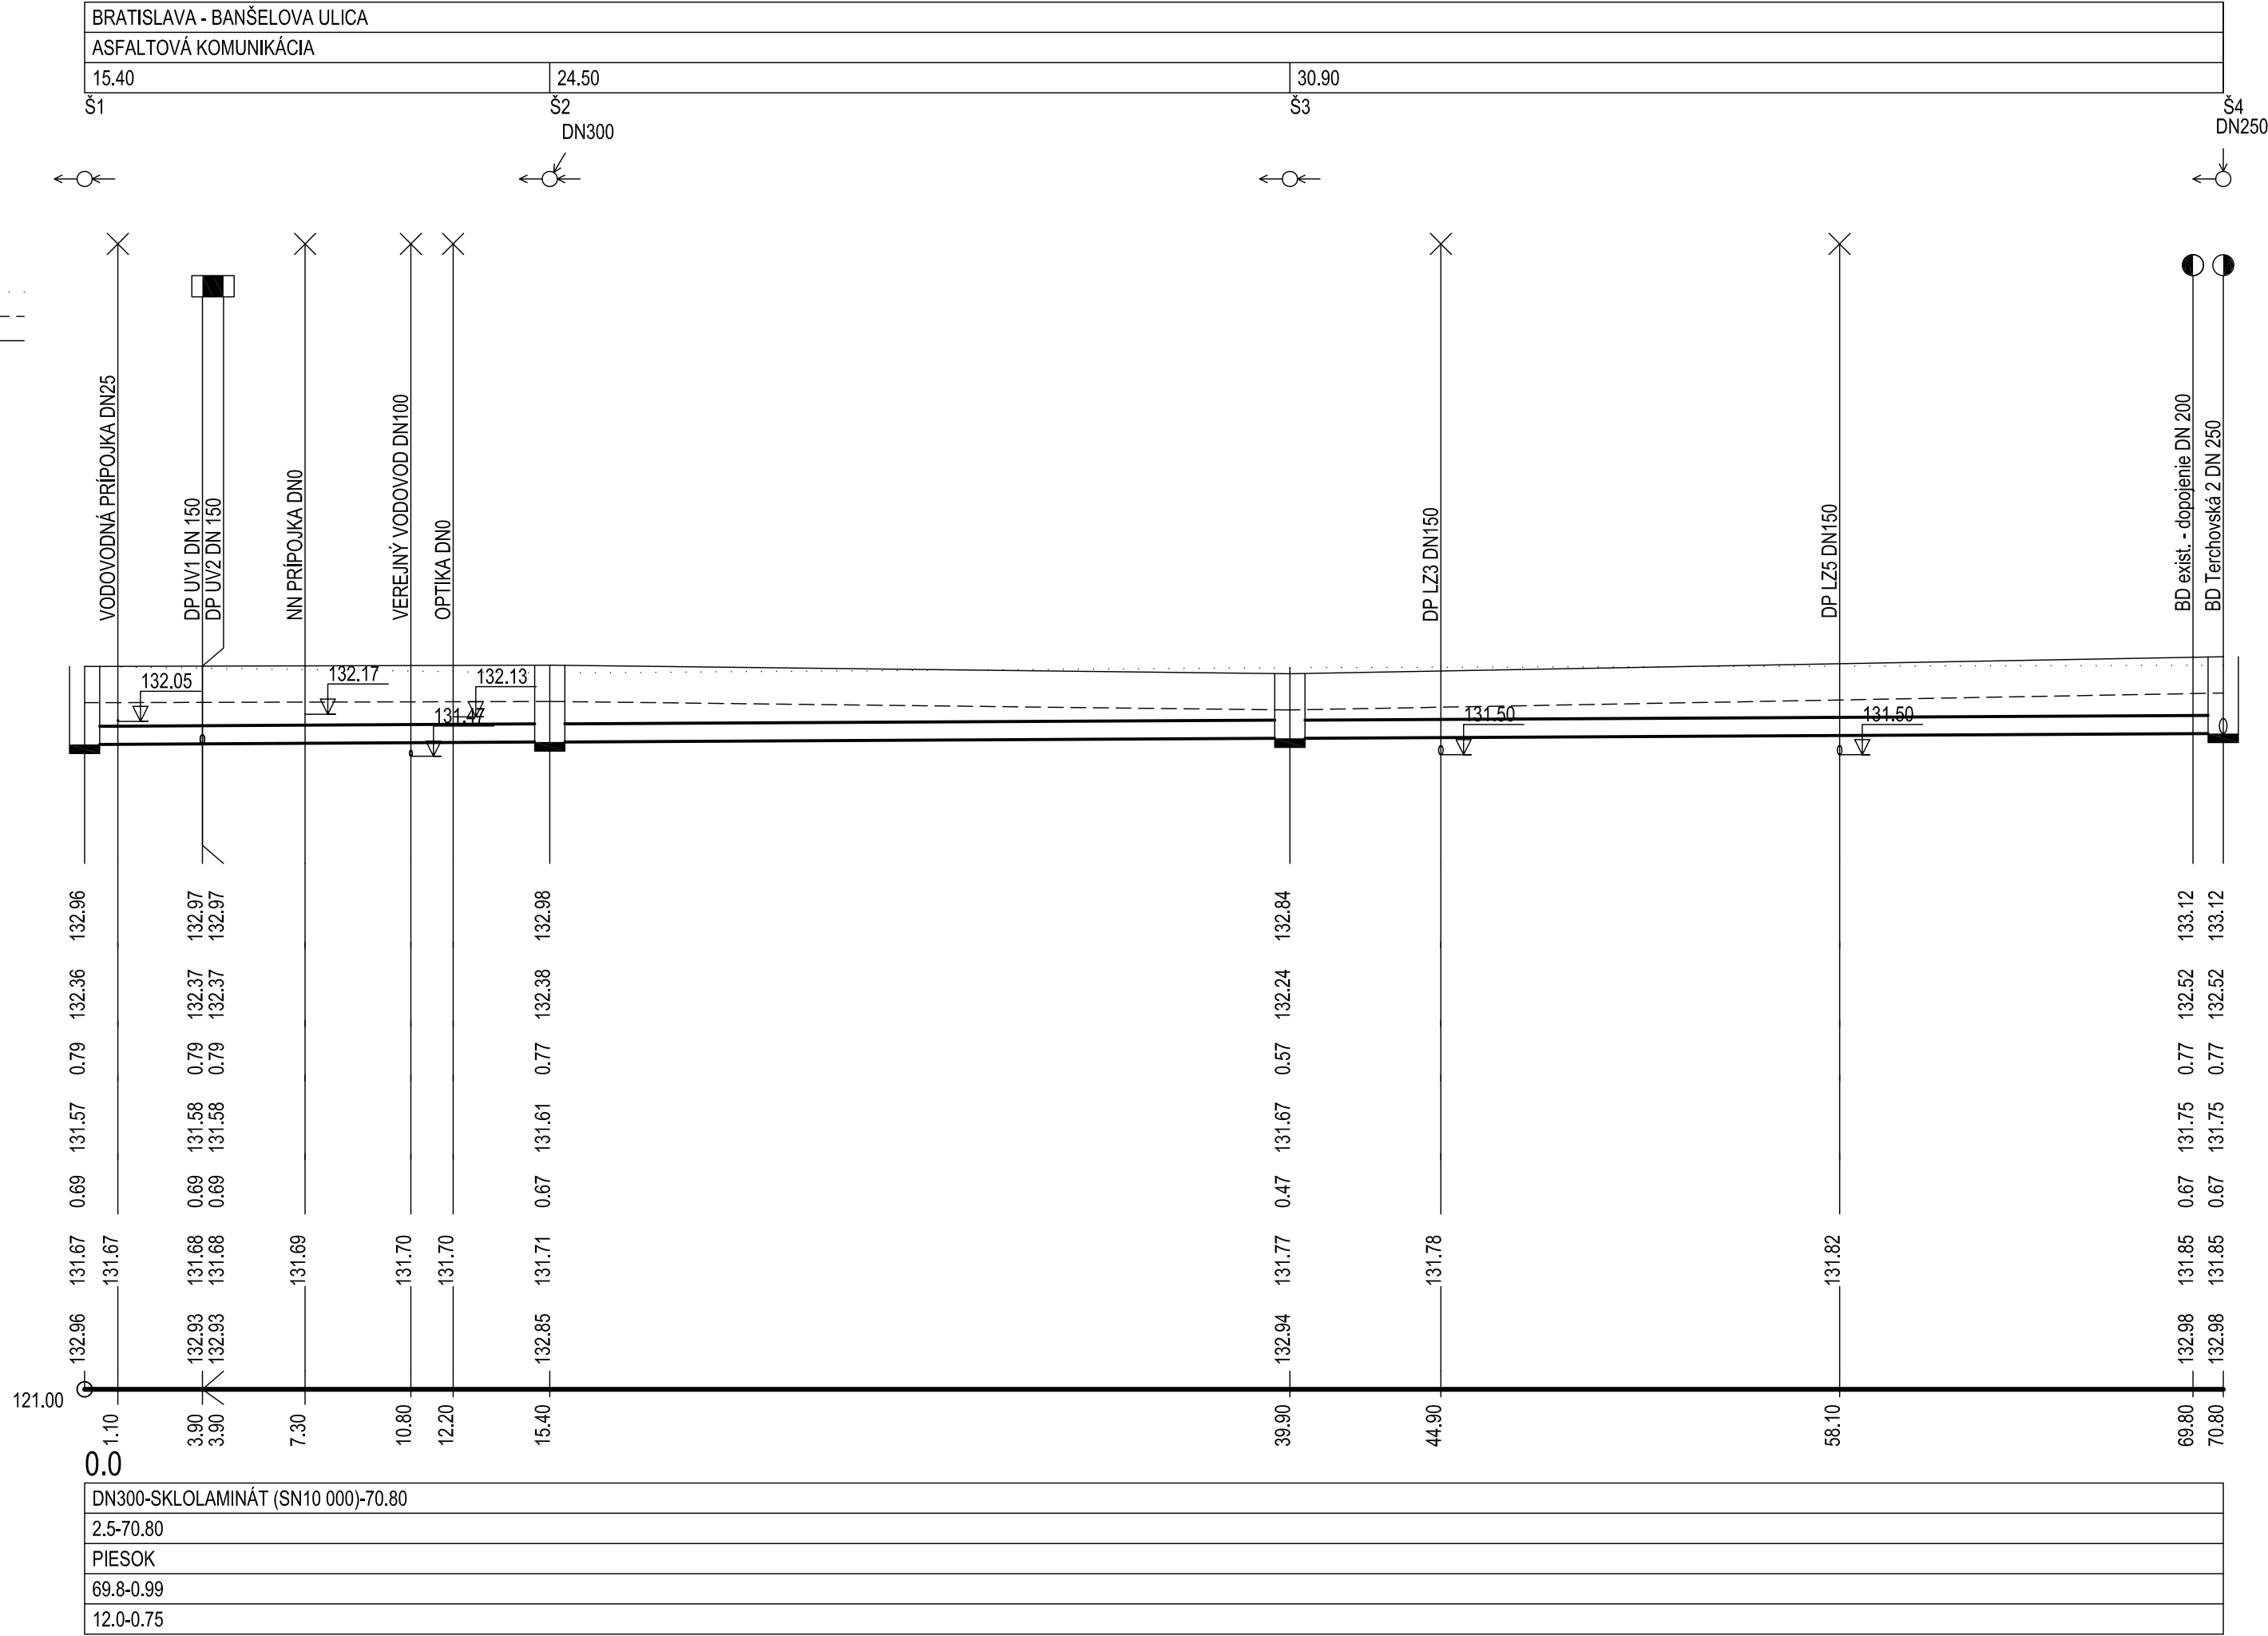 BRATISLAVA - BANŠELOVA ULICA
ASFALTOVÁ KOMUNIKÁCIA
15.40 24.50 30.90
Š1 Š2 Š3 Š4
DN300 DN250
VODOVODNÁ PRÍPOJKA DN25
DP UV1 DN 150
DP UV2 DN 150
NN PRÍPOJKA DN0
VEREJNÝ VODOVOD DN100
OPTIKA DN0
DP LZ3 DN150
DP LZ5 DN150
BD exist. - dopojenie DN 200
BD Terchovská 2 DN 250
132.05 132.17 132.13 131.47 131.50 131.50
132.96 132.97 132.97 132.98 132.84 133.12 133.12
132.36 132.37 132.37 132.38 132.24 132.52 132.52
0.79 0.79 0.79 0.77 0.57 0.77 0.77
131.57 131.58 131.58 131.61 131.67 131.75 131.75
0.69 0.69 0.69 0.67 0.47 0.67 0.67
131.67 131.67 131.68 131.68 131.69 131.70 131.70 131.71 131.77 131.78 131.82 131.85 131.85
132.96 132.93 132.93 132.85 132.94 132.98 132.98
121.00
1.10 3.90 3.90 7.30 10.80 12.20 15.40 39.90 44.90 58.10 69.80 70.80
0.0
DN300-SKLOLAMINÁT (SN10 000)-70.80
2.5-70.80
PIESOK
69.8-0.99
12.0-0.75